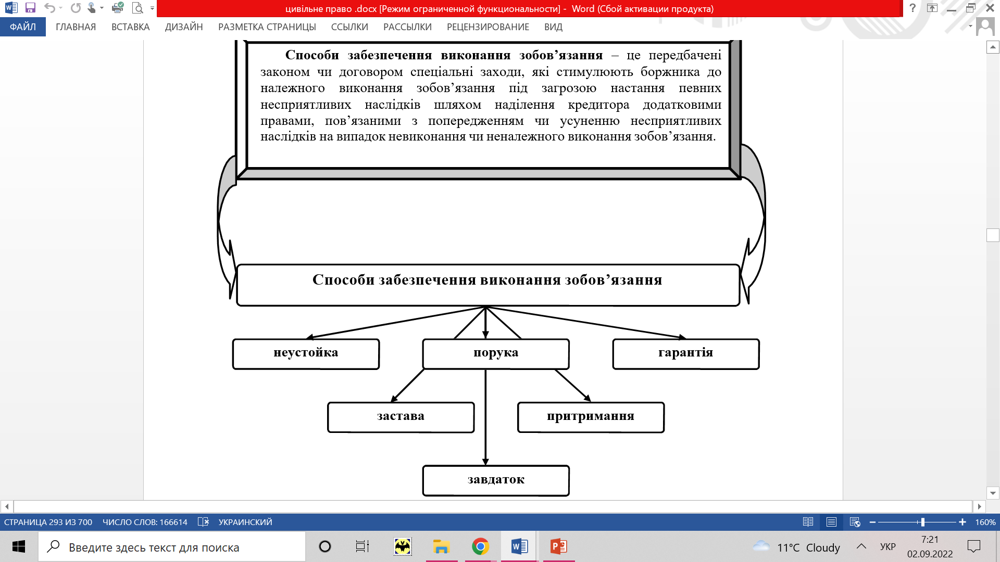 цивільне право .docx [Режим ограниченной функциональности] - Word (Сбой активации продукта)
ФАЙЛ ГЛАВНАЯ ВСТАВКА ДИЗАЙН РАЗМЕТКА СТРАНИЦЫ ССЫЛКИ РАССЫЛКИ РЕЦЕНЗИРОВАНИЕ ВИД
Способи забезпечення виконання зобов’язання – це передбачені
законом чи договором спеціальні заходи, які стимулюють боржника до
належного виконання зобов’язання під загрозою настання певних
несприятливих наслідків шляхом наділення кредитора додатковими
правами, пов’язаними з попередженням чи усуненню несприятливих
наслідків на випадок невиконання чи неналежного виконання зобов’язання.
Способи забезпечення виконання зобов’язання
неустойка порука гарантія
застава притримання
завдаток
СТРАНИЦА 293 ИЗ 700 ЧИСЛО СЛОВ: 166614 УКРАИНСКИЙ 160%
Введите здесь текст для поиска
11°C Cloudy УКР 7:21
02.09.2022